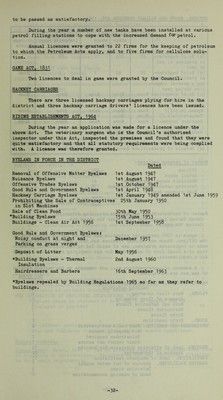 to be passed as satisfactory.
During the year a number of new tanks have been installed at various
petrol filling stations to cope with the increased demand for petrol.
Annual licences were granted to 22 firms for the keeping of petroleum
to which the Petroleum Acts apply, and to five firms for cellulose solu-
tion.
GAME ACT, 1831
Two licences to deal in game were granted by the Council.
HACKNEY CARRIAGES
There are three licensed hackney carriages plying for hire in the
district and three hackney carriage drivers' licences have been issued.
RIDING ESTABLISHMENTS ACT, 1964
During the year an application was made for a licence under the
above Act. The veterinary surgeon who is the Council's authorised
inspector under this Act, inspected the premises and found that they were
quite satisfactory and that all statutory requirements were being complied
with. A licence was therefore granted.
BYELAWS IN FORCE IN THE DISTRICT
Dated
Removal of Offensive Matter Byelaws 1st August 1947
Nuisance Byelaws 1st August 1947
Offensive Trades Byelaws 1st October 1947
Good Rule and Government Byelaws 1st April 1948
Hackney Carriage Byelaws 1st January 1949 amended 1st June 1959
Prohibiting the Sale of Contraceptives 25th January 1950
in Slot Machines
Sale of Clean Food 30th May 1950
*Building Byelaws 15th June 1953
Buildings - Clean Air Act 1956 1st September 1958
Good Rule and Government Byelaws:
Noisy conduct at night and December 1957
Parking on grass verges
Deposit of Litter May 1956
*Building Byelaws - Thermal 2nd August 1960
Insulation
Hairdressers and Barbers 16th September 1963
*Byelaws repealed by Building Regulations 1965 so far as they refer to
buildings.
-30-